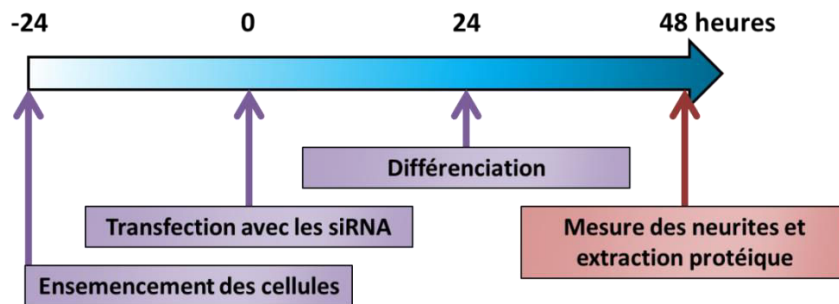 -24 0 24 48 heures
Différenciation
Transfection avec les siRNA
Mesure des neurites et
extraction protéique
Ensemencement des cellules